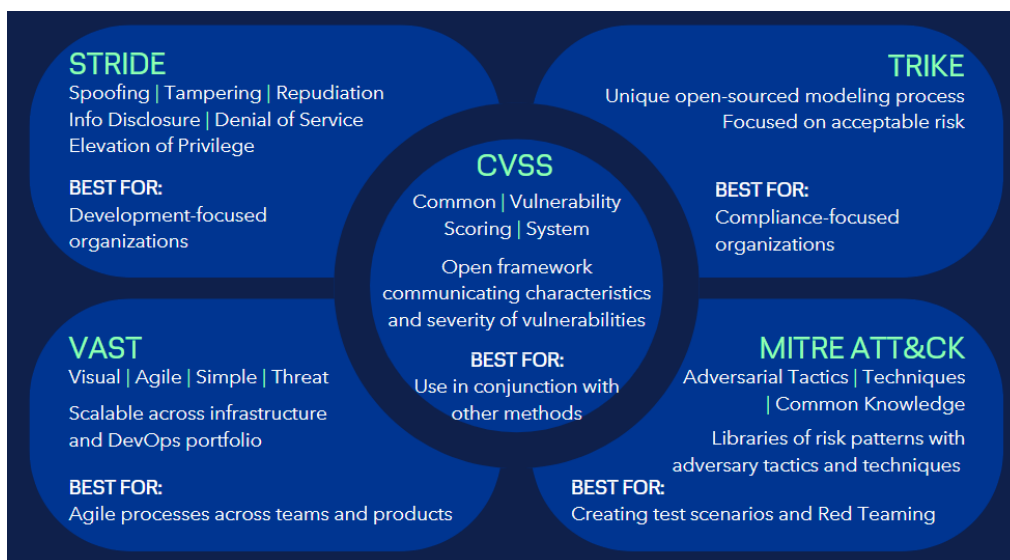 STRIDE
Spoofing | Tampering | Repudiation
Info Disclosure | Denial of Service
Elevation of Privilege
BEST FOR:
Development-focused
organizations
TRIKE
Unique open-sourced modeling process
Focused on acceptable risk
BEST FOR:
Compliance-focused
organizations
CVSS
Common | Vulnerability
Scoring | System
Open framework
communicating characteristics
and severity of vulnerabilities
BEST FOR:
Use in conjunction with
other methods
VAST
Visual | Agile | Simple | Threat
Scalable across infrastructure
and DevOps portfolio
BEST FOR:
Agile processes across teams and products
MITRE ATT&CK
Adversarial Tactics | Techniques
| Common Knowledge
Libraries of risk patterns with
adversary tactics and techniques
BEST FOR:
Creating test scenarios and Red Teaming